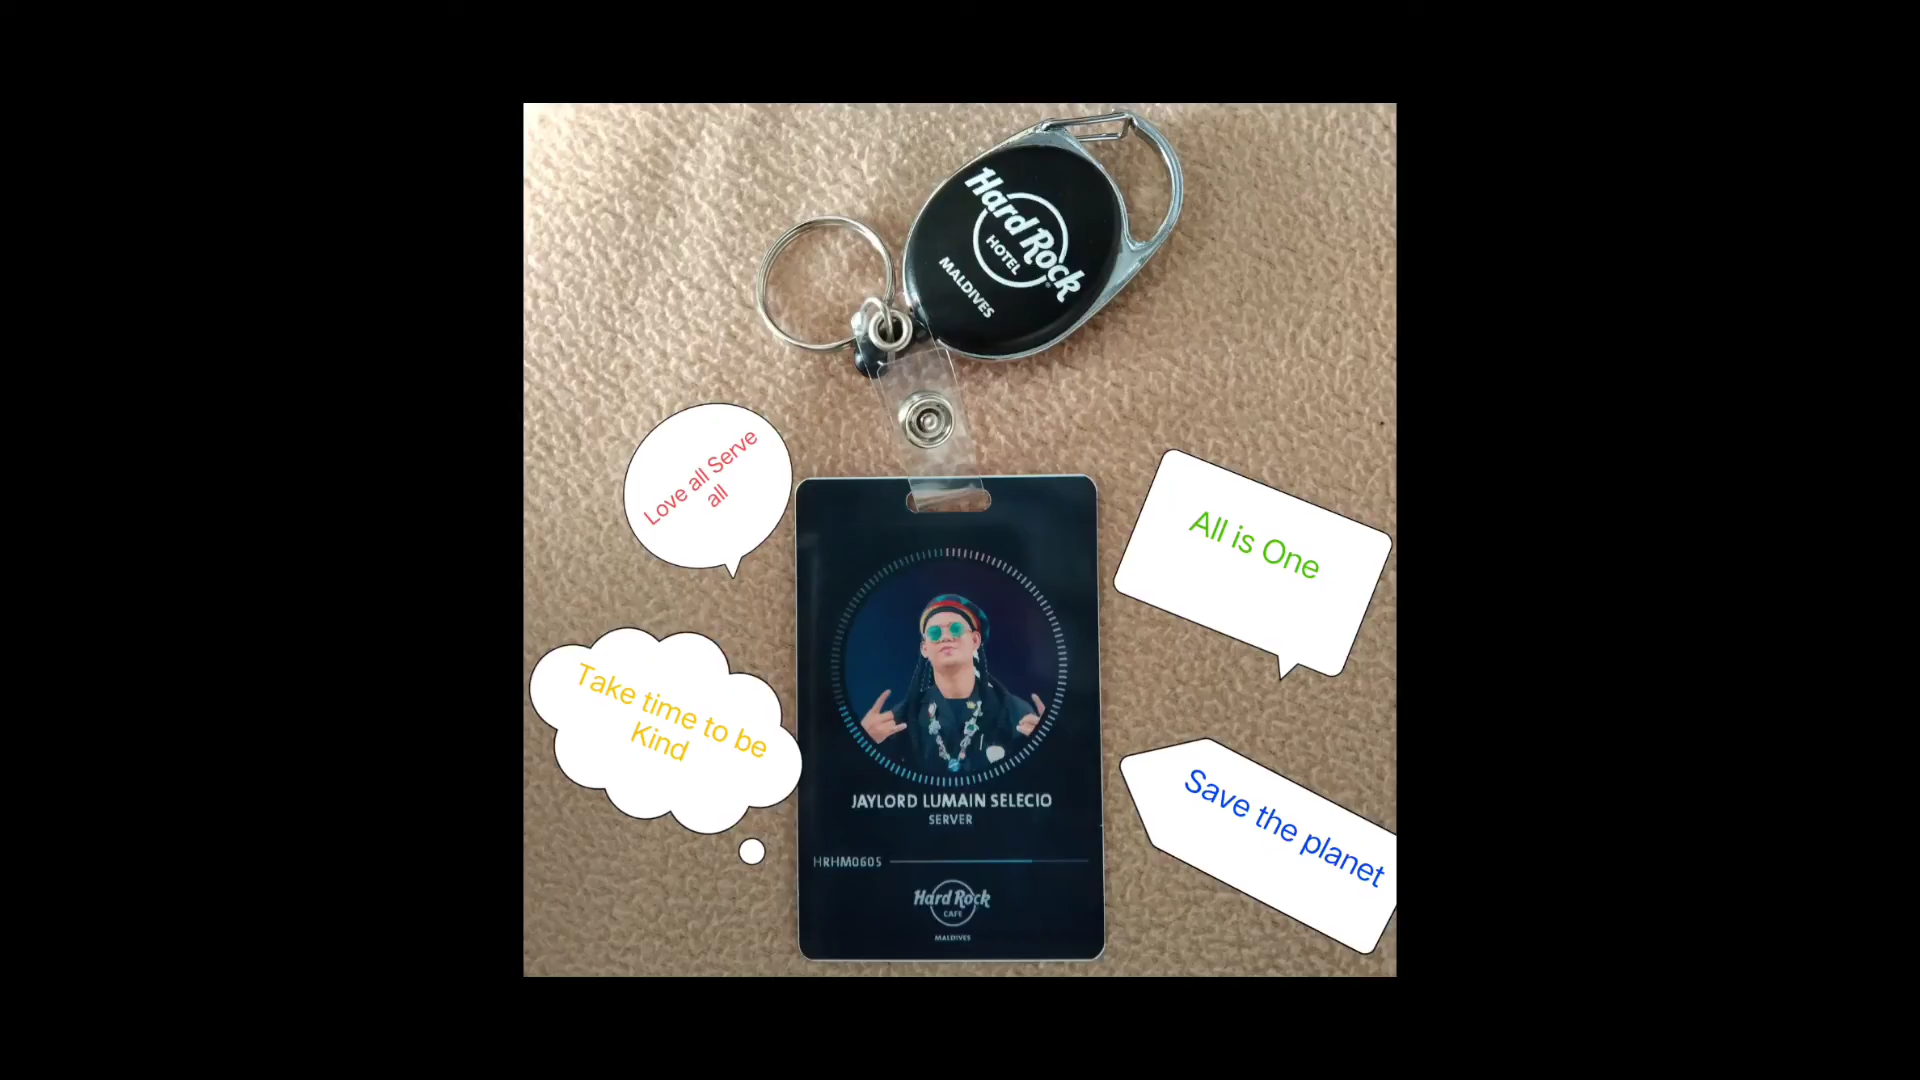 Hard Rock
HOTEL
MALDIVES
Love all Serve
all
All is One
Take time to be
Kind
Save the planet
JAYLORD LUMAIN SELECIO
SERVER
HRHM0605
Hard Rock
CAFE
MALDIVES